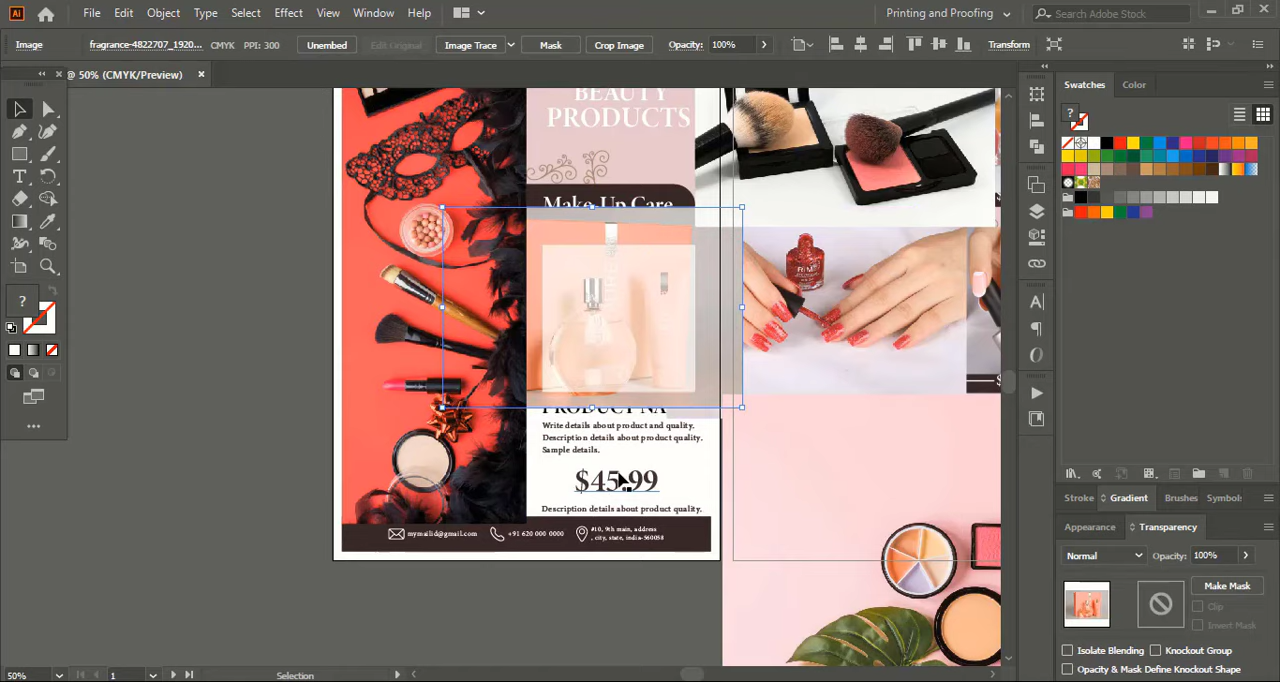 Ai
File Edit Object Type Select Effect View Window Help
Printing and Proofing
Search Adobe Stock
Image
fragrance-4822707_1920...
CMYK PPI: 300
Unembed
Edit Original
Image Trace
Mask
Crop Image
Opacity: 100%
Transform
@ 50% (CMYK/Preview)
Swatches Color
BEAUTY
PRODUCTS
Make-Up Care
PRODUCT NA
Write details about product and quality.
Description details about product quality.
Sample details.
$45.99
Description details about product quality.
mymailid@gmail.com
+91 620 000 0000
#10, 9th main, address
, city, state, india-560058
Stroke Gradient Brushes Symbol:
Appearance Transparency
Normal
Opacity: 100%
Make Mask
Clip
Invert Mask
Isolate Blending
Knockout Group
Opacity & Mask Define Knockout Shape
50%
1
Selection